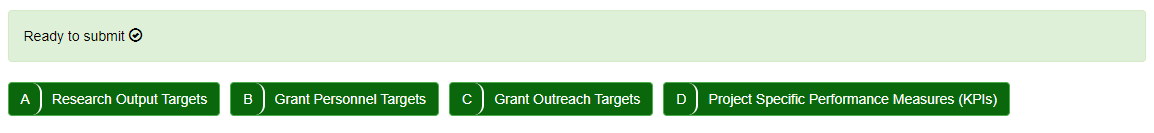 Ready to submit
A Research Output Targets B Grant Personnel Targets C Grant Outreach Targets D Project Specific Performance Measures (KPIs)